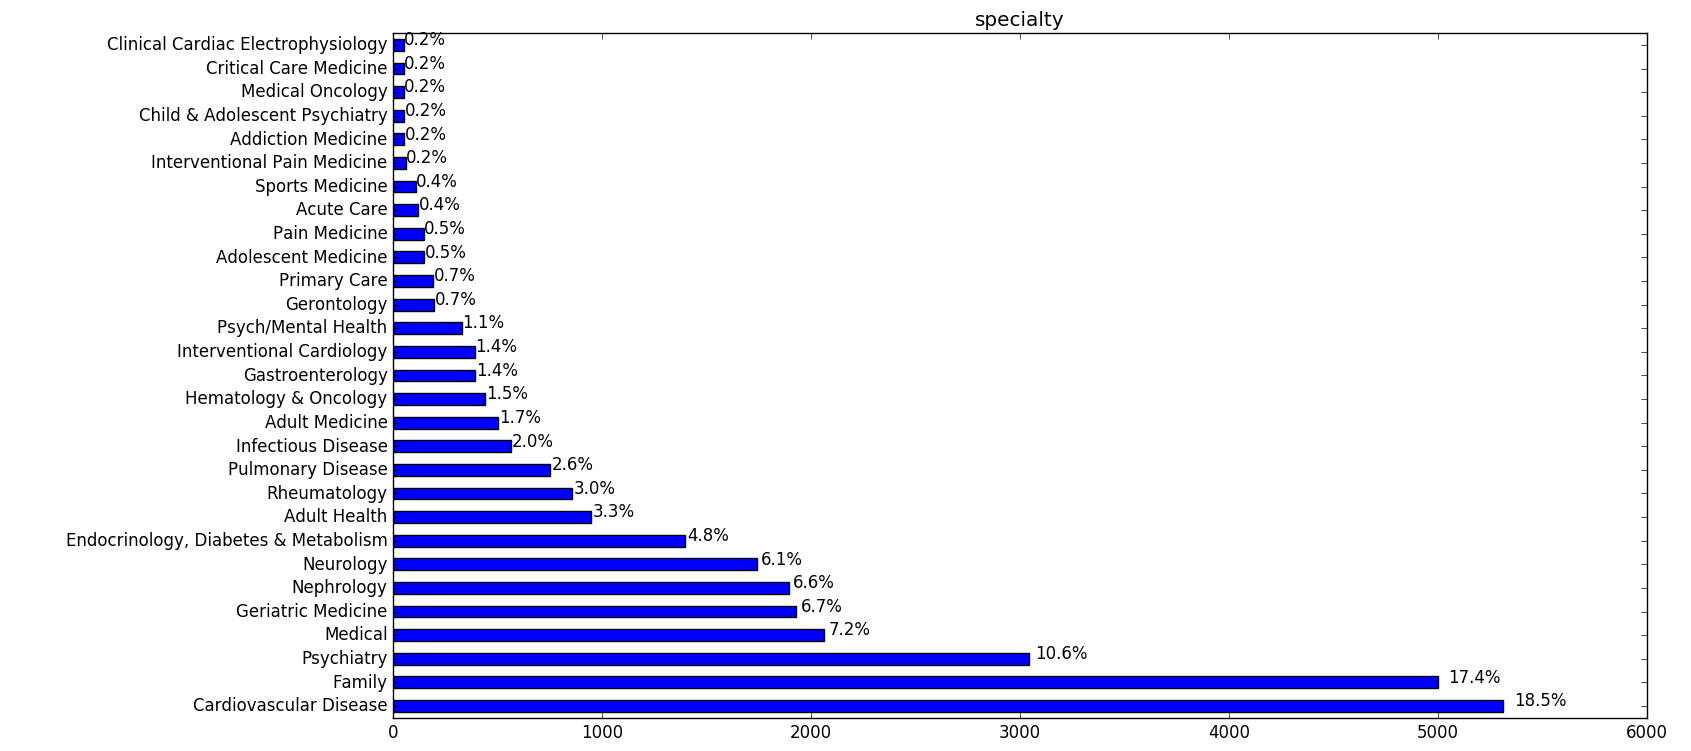 specialty
Clinical Cardiac Electrophysiology 0.2%
Critical Care Medicine 0.2%
Medical Oncology 0.2%
Child & Adolescent Psychiatry 0.2%
Addiction Medicine 0.2%
Interventional Pain Medicine 0.2%
Sports Medicine 0.4%
Acute Care 0.4%
Pain Medicine 0.5%
Adolescent Medicine 0.5%
Primary Care 0.7%
Gerontology 0.7%
Psych/Mental Health 1.1%
Interventional Cardiology 1.4%
Gastroenterology 1.4%
Hematology & Oncology 1.5%
Adult Medicine 1.7%
Infectious Disease 2.0%
Pulmonary Disease 2.6%
Rheumatology 3.0%
Adult Health 3.3%
Endocrinology, Diabetes & Metabolism 4.8%
Neurology 6.1%
Nephrology 6.6%
Geriatric Medicine 6.7%
Medical 7.2%
Psychiatry 10.6%
Family 17.4%
Cardiovascular Disease 18.5%
0 1000 2000 3000 4000 5000 6000